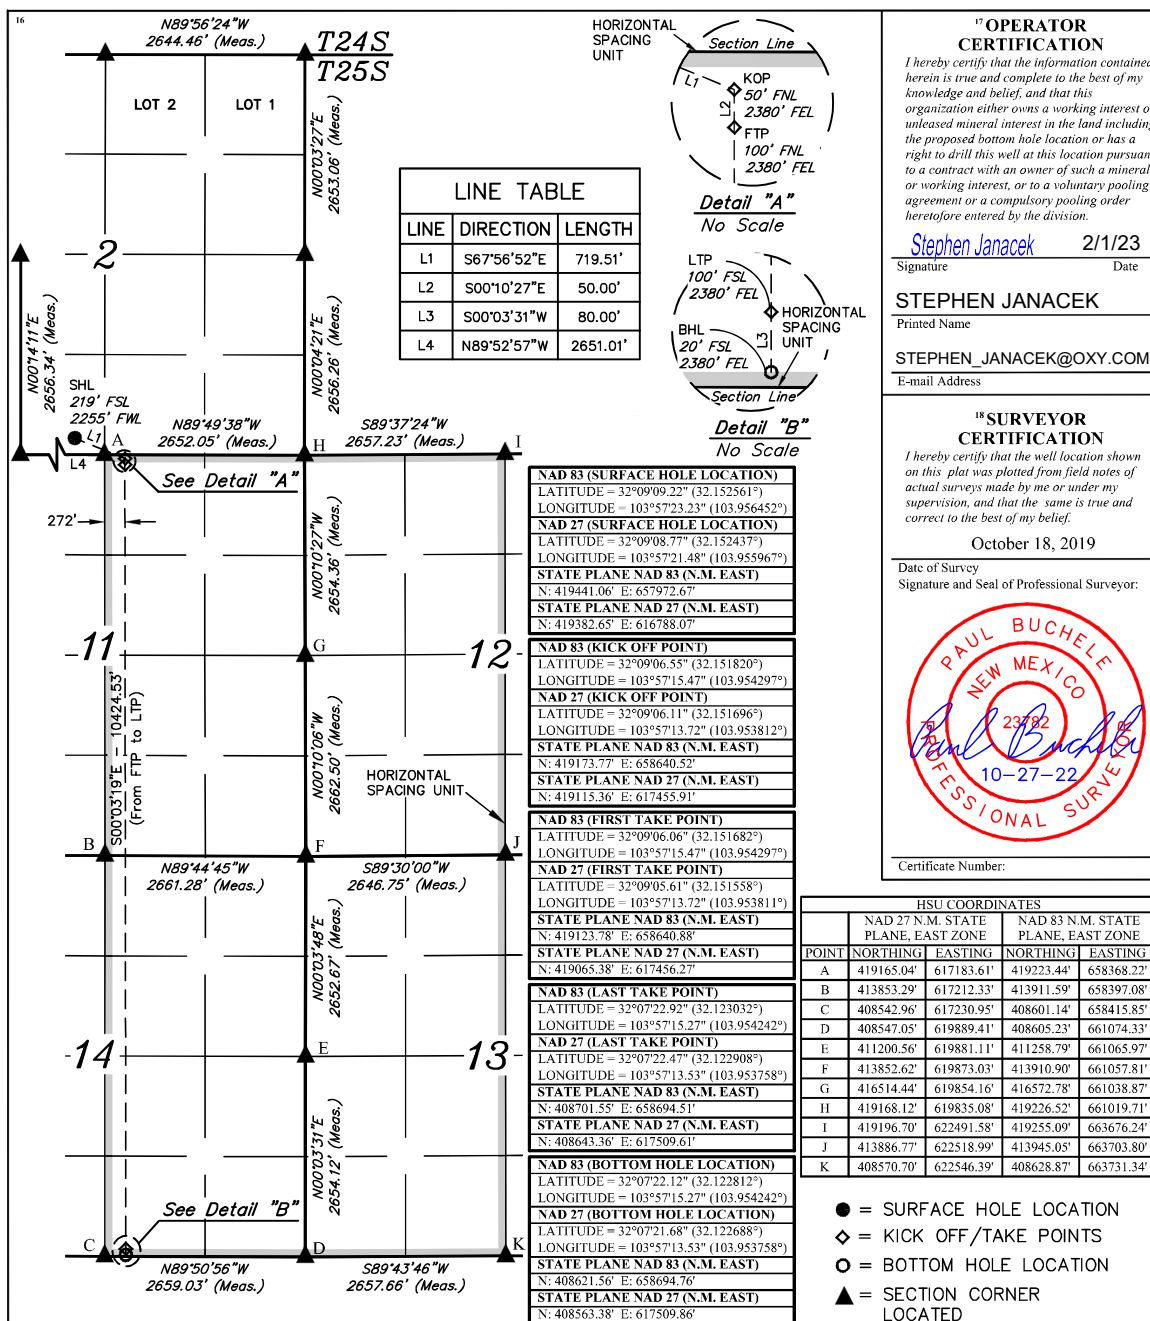 16
N89°56'24"W
2644.46' (Meas.)
T24S
T25S
LOT 2
LOT 1
N00°03'27"E
2653.06' (Meas.)
2
N00°14'11"E
2656.34' (Meas.)
N00°04'21"E
2656.26' (Meas.)
SHL
219' FSL
2255' FWL
L1
L4
A
N89°49'38"W
2652.05' (Meas.)
H
S89°37'24"W
2657.23' (Meas.)
I
See Detail "A"
272'
N00°10'27"W
2654.36' (Meas.)
11
G
12
S00°03'19"E – 10424.53'
(From FTP to LTP)
N00°10'06"W
2662.50' (Meas.)
HORIZONTAL
SPACING UNIT
B
F
J
N89°44'45"W
2661.28' (Meas.)
S89°30'00"W
2646.75' (Meas.)
N00°03'48"E
2652.67' (Meas.)
14
E
13
N00°03'31"E
2654.12' (Meas.)
See Detail "B"
C
D
K
N89°50'56"W
2659.03' (Meas.)
S89°43'46"W
2657.66' (Meas.)
LINE TABLE
LINE DIRECTION LENGTH
L1 S67°56'52"E 719.51'
L2 S00°10'27"E 50.00'
L3 S00°03'31"W 80.00'
L4 N89°52'57"W 2651.01'
HORIZONTAL
SPACING
UNIT
Section Line
L1
KOP
50' FNL
2380' FEL
L2
FTP
100' FNL
2380' FEL
Detail "A"
No Scale
LTP
100' FSL
2380' FEL
HORIZONTAL
SPACING
UNIT
L3
BHL
20' FSL
2380' FEL
Section Line
Detail "B"
No Scale
NAD 83 (SURFACE HOLE LOCATION)
LATITUDE = 32°09'09.22" (32.152561°)
LONGITUDE = 103°57'23.23" (103.956452°)
NAD 27 (SURFACE HOLE LOCATION)
LATITUDE = 32°09'08.77" (32.152437°)
LONGITUDE = 103°57'21.48" (103.955967°)
STATE PLANE NAD 83 (N.M. EAST)
N: 419441.06' E: 657972.67'
STATE PLANE NAD 27 (N.M. EAST)
N: 419382.65' E: 616788.07'
NAD 83 (KICK OFF POINT)
LATITUDE = 32°09'06.55" (32.151820°)
LONGITUDE = 103°57'15.47" (103.954297°)
NAD 27 (KICK OFF POINT)
LATITUDE = 32°09'06.11" (32.151696°)
LONGITUDE = 103°57'13.72" (103.953812°)
STATE PLANE NAD 83 (N.M. EAST)
N: 419173.77' E: 658640.52'
STATE PLANE NAD 27 (N.M. EAST)
N: 419115.36' E: 617455.91'
NAD 83 (FIRST TAKE POINT)
LATITUDE = 32°09'06.06" (32.151682°)
LONGITUDE = 103°57'15.47" (103.954297°)
NAD 27 (FIRST TAKE POINT)
LATITUDE = 32°09'05.61" (32.151558°)
LONGITUDE = 103°57'13.72" (103.953811°)
STATE PLANE NAD 83 (N.M. EAST)
N: 419123.78' E: 658640.88'
STATE PLANE NAD 27 (N.M. EAST)
N: 419065.38' E: 617456.27'
NAD 83 (LAST TAKE POINT)
LATITUDE = 32°07'22.92" (32.123032°)
LONGITUDE = 103°57'15.27" (103.954242°)
NAD 27 (LAST TAKE POINT)
LATITUDE = 32°07'22.47" (32.122908°)
LONGITUDE = 103°57'13.53" (103.953758°)
STATE PLANE NAD 83 (N.M. EAST)
N: 408701.55' E: 658694.51'
STATE PLANE NAD 27 (N.M. EAST)
N: 408643.36' E: 617509.61'
NAD 83 (BOTTOM HOLE LOCATION)
LATITUDE = 32°07'22.12" (32.122812°)
LONGITUDE = 103°57'15.27" (103.954242°)
NAD 27 (BOTTOM HOLE LOCATION)
LATITUDE = 32°07'21.68" (32.122688°)
LONGITUDE = 103°57'13.53" (103.953758°)
STATE PLANE NAD 83 (N.M. EAST)
N: 408621.56' E: 658694.76'
STATE PLANE NAD 27 (N.M. EAST)
N: 408563.38' E: 617509.86'
17 OPERATOR
CERTIFICATION
I hereby certify that the information contained
herein is true and complete to the best of my
knowledge and belief, and that this
organization either owns a working interest o
unleased mineral interest in the land including
the proposed bottom hole location or has a
right to drill this well at this location pursuan
to a contract with an owner of such a mineral
or working interest, or to a voluntary pooling
agreement or a compulsory pooling order
heretofore entered by the division.
Stephen Janacek 2/1/23
Signature Date
STEPHEN JANACEK
Printed Name
STEPHEN_JANACEK@OXY.COM
E-mail Address
18 SURVEYOR
CERTIFICATION
I hereby certify that the well location shown
on this plat was plotted from field notes of
actual surveys made by me or under my
supervision, and that the same is true and
correct to the best of my belief.
October 18, 2019
Date of Survey
Signature and Seal of Professional Surveyor:
PAUL BUCHELE
NEW MEXICO
23782
Paul Buchele
10-27-22
PROFESSIONAL SURVEYOR
Certificate Number:
HSU COORDINATES
NAD 27 N.M. STATE PLANE, EAST ZONE NAD 83 N.M. STATE PLANE, EAST ZONE
POINT NORTHING EASTING NORTHING EASTING
A 419165.04' 617183.61' 419223.44' 658368.22'
B 413853.29' 617212.33' 413911.59' 658397.08'
C 408542.96' 617230.95' 408601.14' 658415.85'
D 408547.05' 619889.41' 408605.23' 661074.33'
E 411200.56' 619881.11' 411258.79' 661065.97'
F 413852.62' 619873.03' 413910.90' 661057.81'
G 416514.44' 619854.16' 416572.78' 661038.87'
H 419168.12' 619835.08' 419226.52' 661019.71'
I 419196.70' 622491.58' 419255.09' 663676.24'
J 413886.77' 622518.99' 413945.05' 663703.80'
K 408570.70' 622546.39' 408628.87' 663731.34'
= SURFACE HOLE LOCATION
= KICK OFF/TAKE POINTS
= BOTTOM HOLE LOCATION
= SECTION CORNER
LOCATED